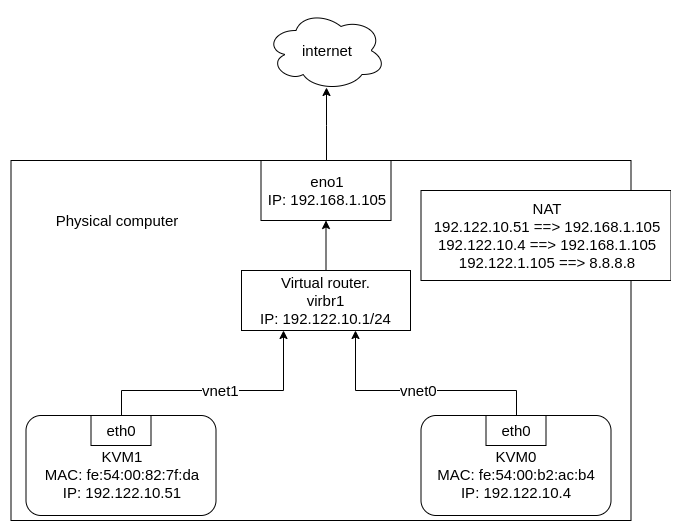 internet
eno1
IP: 192.168.1.105
Physical computer
NAT
192.122.10.51 ==> 192.168.1.105
192.122.10.4 ==> 192.168.1.105
192.122.1.105 ==> 8.8.8.8
Virtual router.
virbr1
IP: 192.122.10.1/24
vnet1
vnet0
eth0
KVM1
MAC: fe:54:00:82:7f:da
IP: 192.122.10.51
eth0
KVM0
MAC: fe:54:00:b2:ac:b4
IP: 192.122.10.4